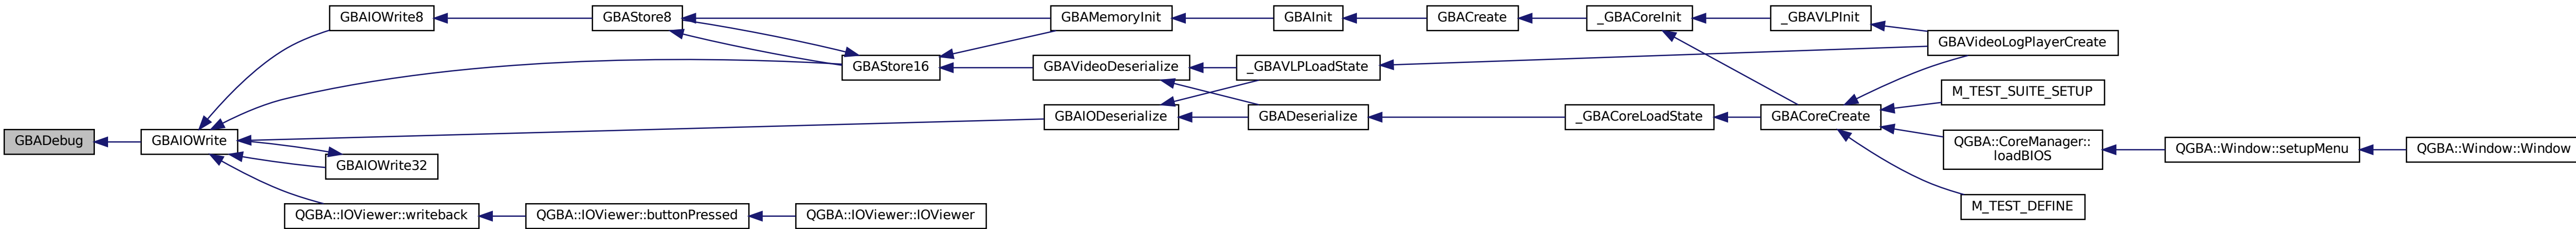 GBAIOWrite8
GBAStore8
GBAMemoryInit
GBAInit
GBACreate
_GBACoreInit
_GBAVLPInit
GBAVideoLogPlayerCreate
GBAStore16
GBAVideoDeserialize
_GBAVLPLoadState
M_TEST_SUITE_SETUP
GBAIODeserialize
GBADeserialize
_GBACoreLoadState
GBACoreCreate
GBADebug
GBAIOWrite
QGBA::CoreManager::
loadBIOS
QGBA::Window::setupMenu
QGBA::Window::Window
GBAIOWrite32
M_TEST_DEFINE
QGBA::IOViewer::writeback
QGBA::IOViewer::buttonPressed
QGBA::IOViewer::IOViewer